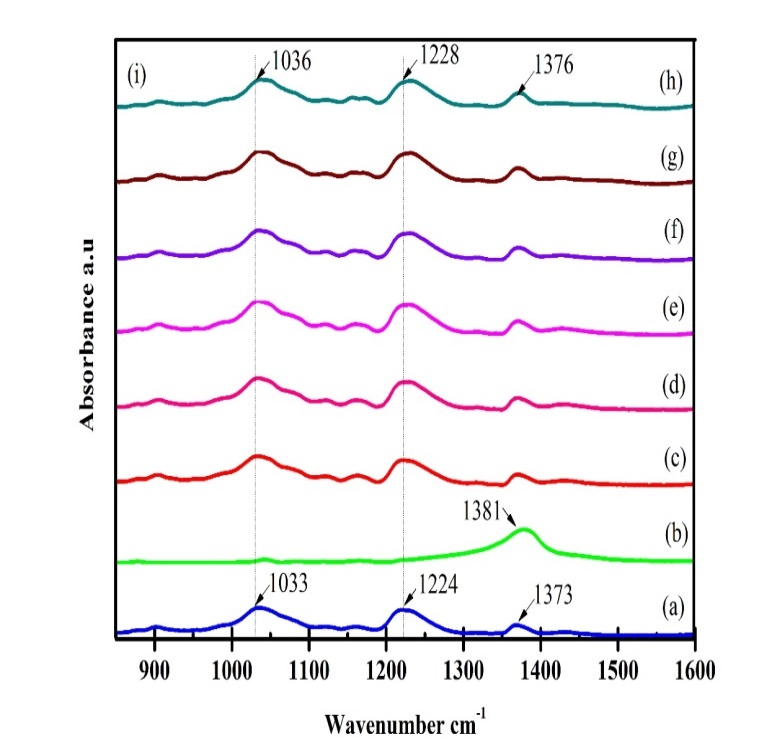 (i)
1036
1228
1376
(h)
(g)
(f)
(e)
(d)
(c)
1381
(b)
1033
1224
1373
(a)
Absorbance a.u
900 1000 1100 1200 1300 1400 1500 1600
Wavenumber cm-1